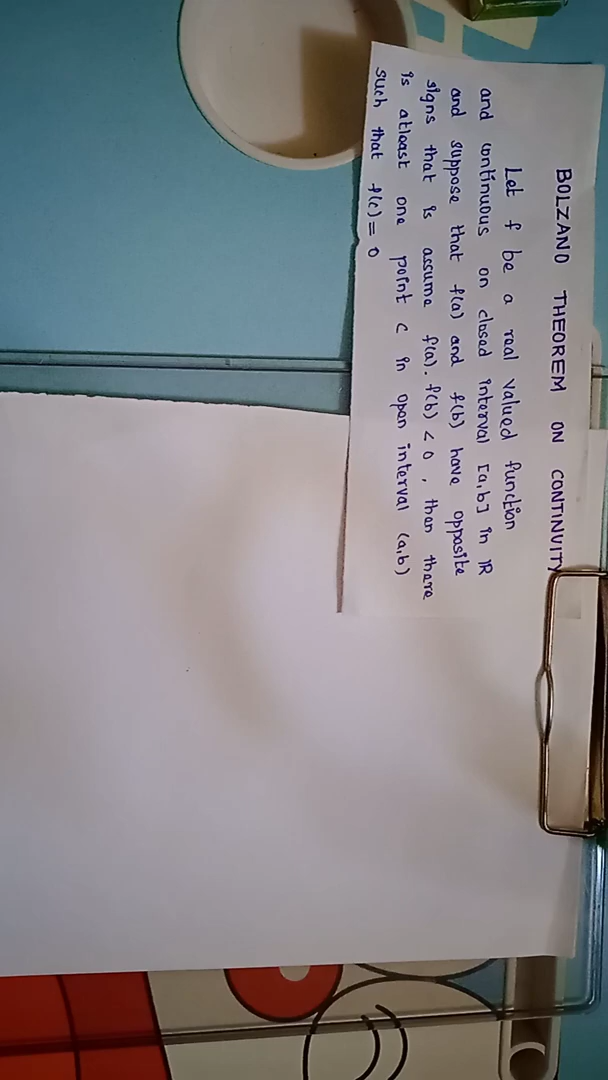 BOLZANO THEOREM ON CONTINUITY
Let f be a real valued function
and continuous on closed interval [a,b] in IR
and suppose that f(a) and f(b) have opposite
signs that is assume f(a).f(b) < 0, then there
is atleast one point c in open interval (a,b)
such that f(c) = 0